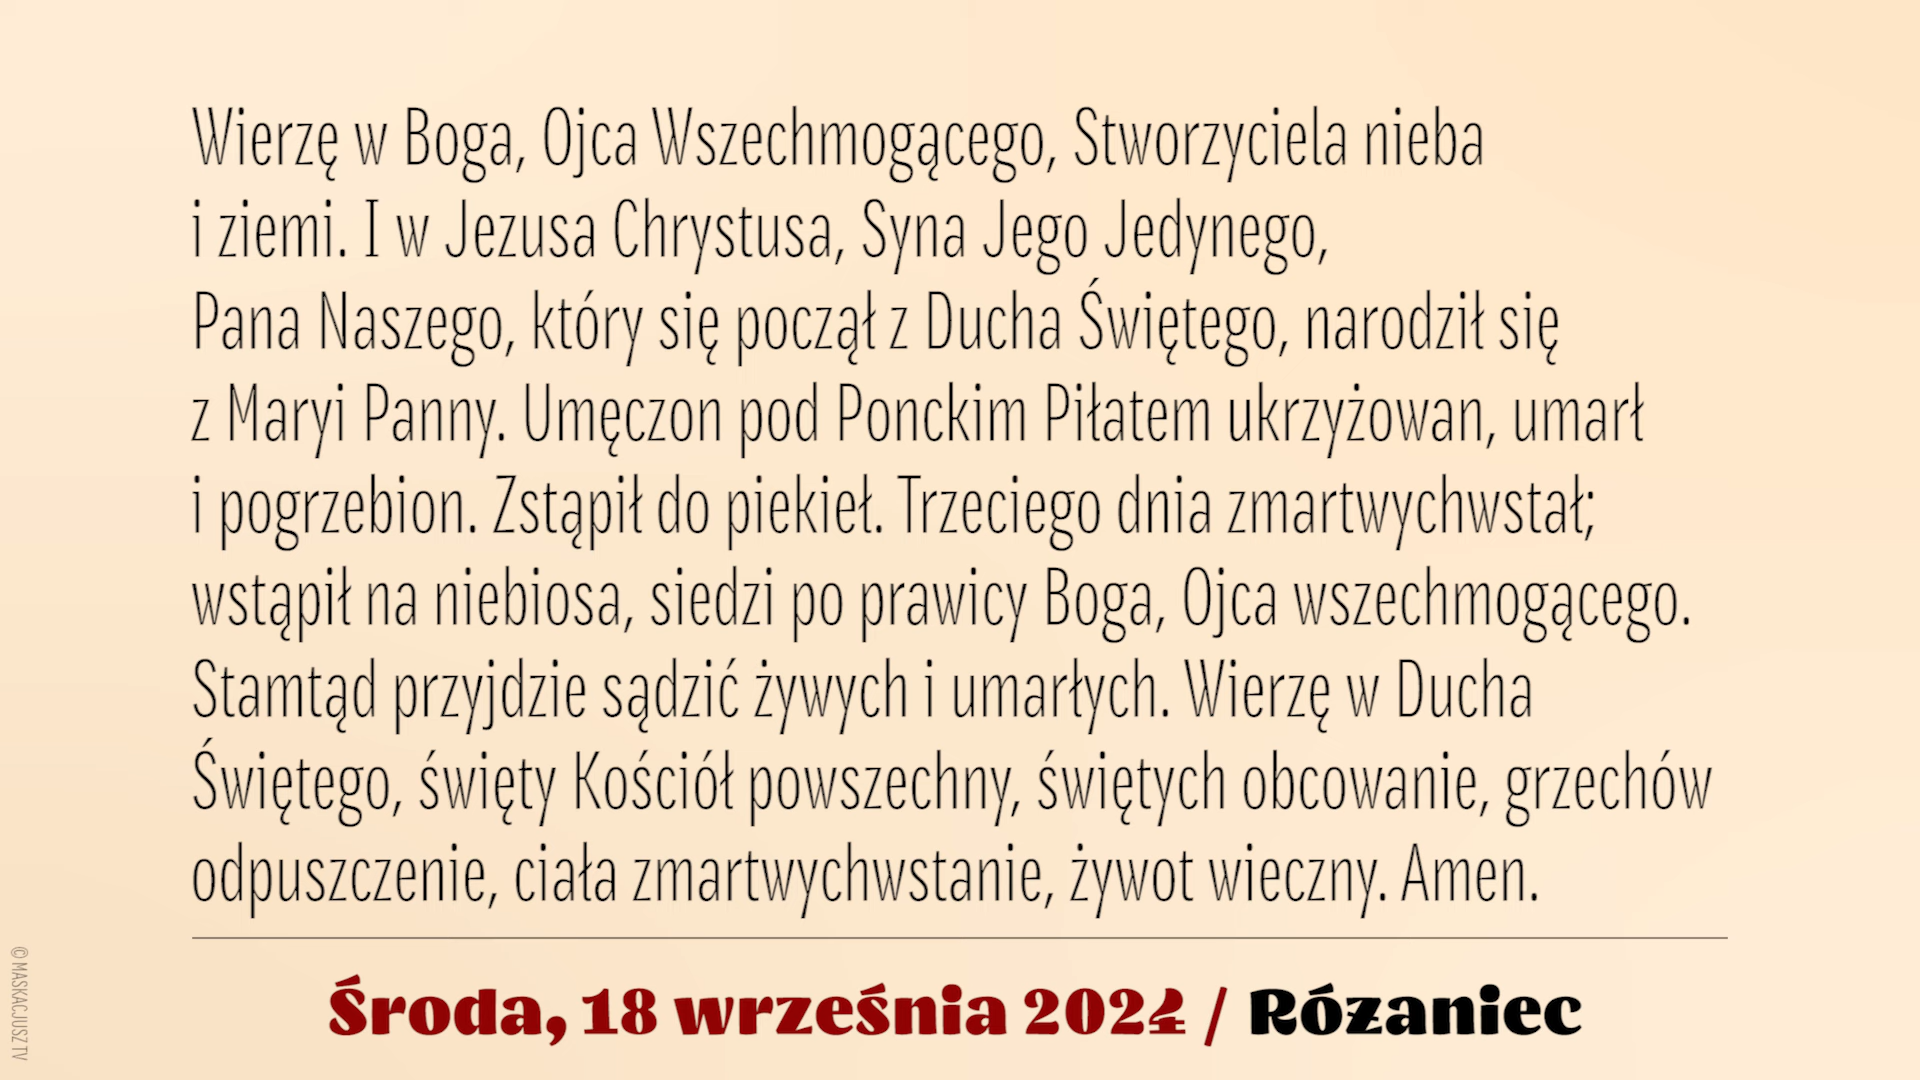 Wierzę w Boga, Ojca Wszechmogącego, Stworzyciela nieba
i ziemi. I w Jezusa Chrystusa, Syna Jego Jedynego,
Pana Naszego, który się począł z Ducha Świętego, narodził się
z Maryi Panny. Umęczon pod Ponckim Piłatem ukrzyżowan, umarł
i pogrzebion. Zstąpił do piekieł. Trzeciego dnia zmartwychwstał;
wstąpił na niebiosa, siedzi po prawicy Boga, Ojca wszechmogącego.
Stamtąd przyjdzie sądzić żywych i umarłych. Wierzę w Ducha
Świętego, święty Kościół powszechny, świętych obcowanie, grzechów
odpuszczenie, ciała zmartwychwstanie, żywot wieczny. Amen.
Środa, 18 września 2024 / Różaniec
© MASKACJUSZ TV